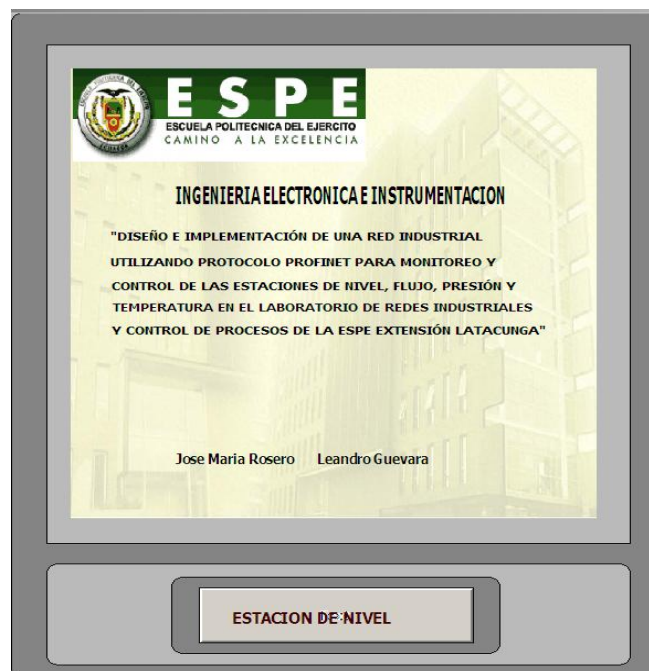 ESPE
ESCUELA POLITECNICA DEL EJERCITO
CAMINO A LA EXCELENCIA
INGENIERIA ELECTRONICA E INSTRUMENTACION
"DISEÑO E IMPLEMENTACIÓN DE UNA RED INDUSTRIAL
UTILIZANDO PROTOCOLO PROFINET PARA MONITOREO Y
CONTROL DE LAS ESTACIONES DE NIVEL, FLUJO, PRESIÓN Y
TEMPERATURA EN EL LABORATORIO DE REDES INDUSTRIALES
Y CONTROL DE PROCESOS DE LA ESPE EXTENSIÓN LATACUNGA"
Jose Maria Rosero Leandro Guevara
ESTACION DE NIVEL